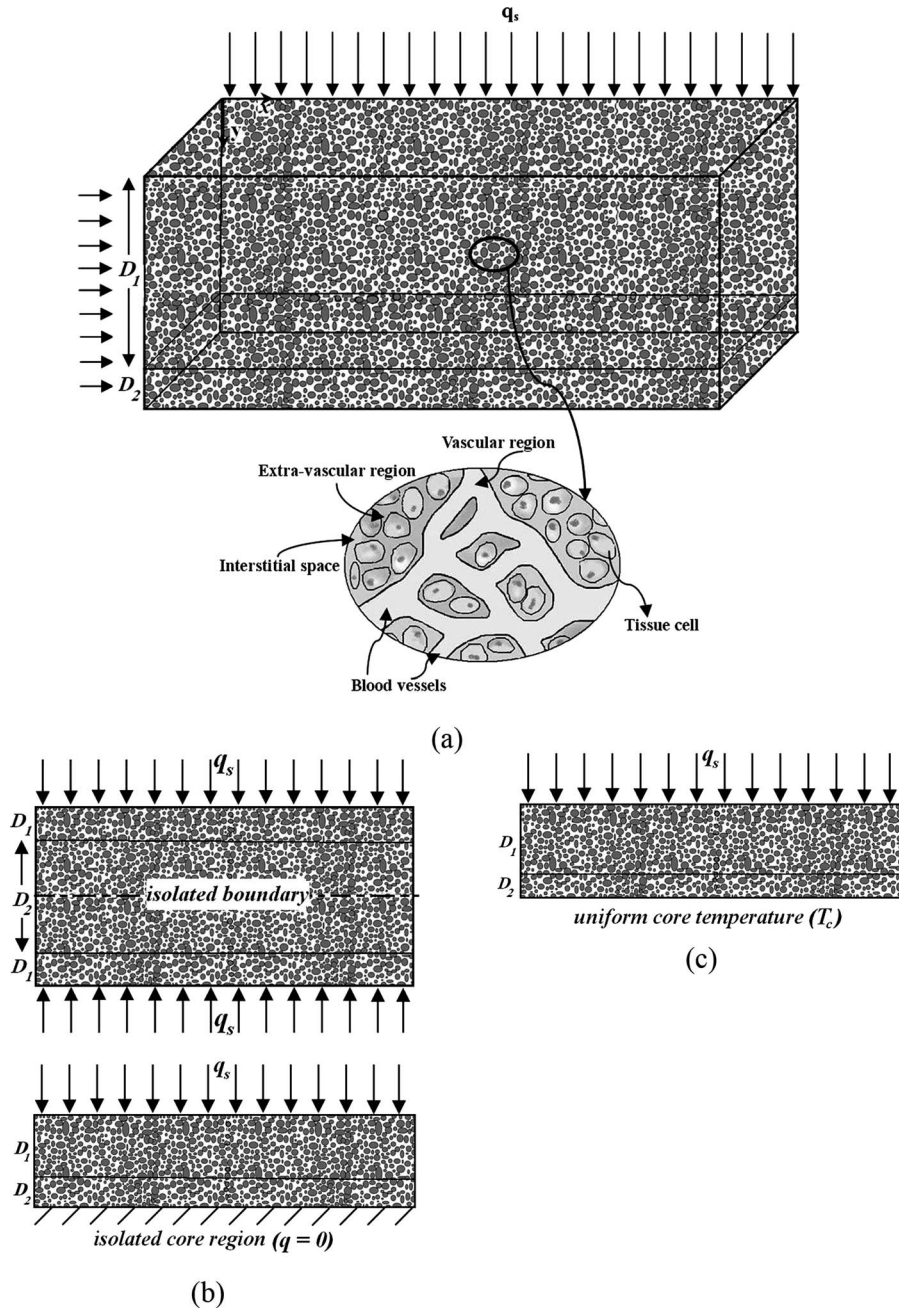 qs
y
D1
D2
Vascular region
Extra-vascular region
Interstitial space
Tissue cell
Blood vessels
(a)
qs
D1
isolated boundary
D2
D1
qs
qs
D1
D2
isolated core region (q = 0)
(b)
qs
D1
D2
uniform core temperature (Tc)
(c)